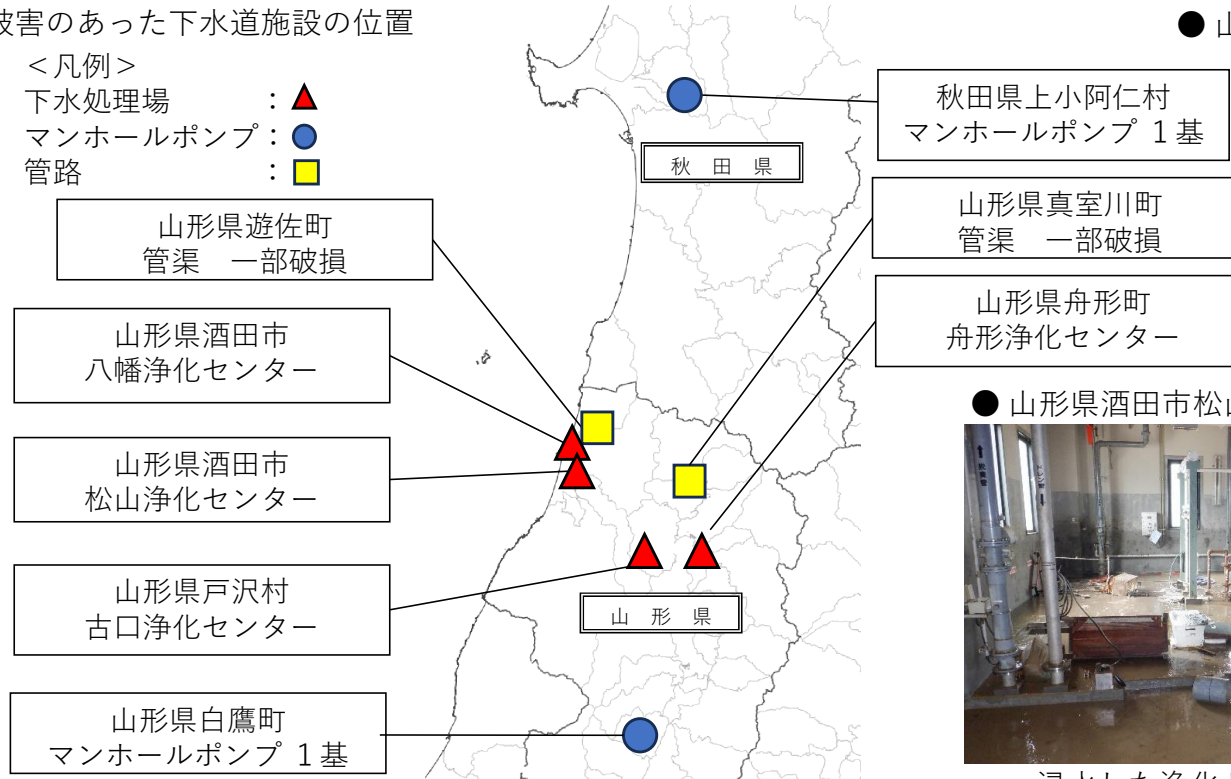 被害のあった下水道施設の位置
＜凡例＞
下水処理場 ：
マンホールポンプ：
管路 ：
山形県遊佐町
管渠 一部破損
山形県酒田市
八幡浄化センター
山形県酒田市
松山浄化センター
山形県戸沢村
古口浄化センター
山形県白鷹町
マンホールポンプ 1基
秋田県
山形県
● 山
秋田県上小阿仁村
マンホールポンプ 1基
山形県真室川町
管渠 一部破損
山形県舟形町
舟形浄化センター
● 山形県酒田市松山